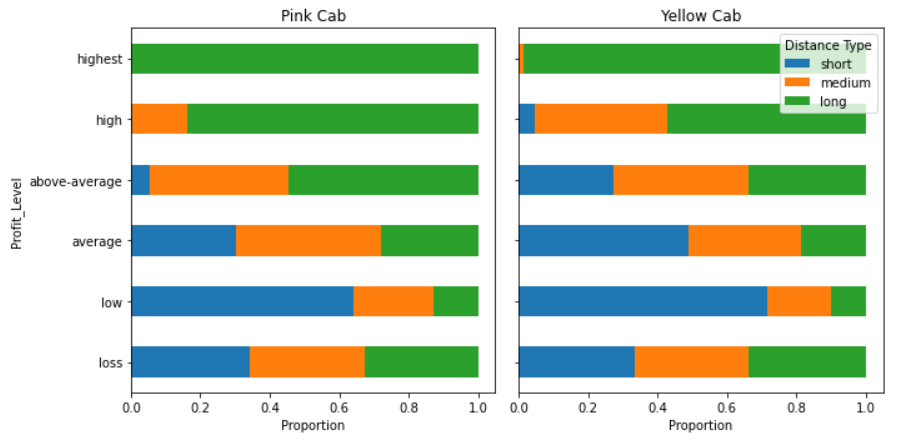 Pink Cab
Yellow Cab
Profit_Level
highest
high
above-average
average
low
loss
Distance Type
short
medium
long
0.0 0.2 0.4 0.6 0.8 1.0
0.0 0.2 0.4 0.6 0.8 1.0
Proportion
Proportion